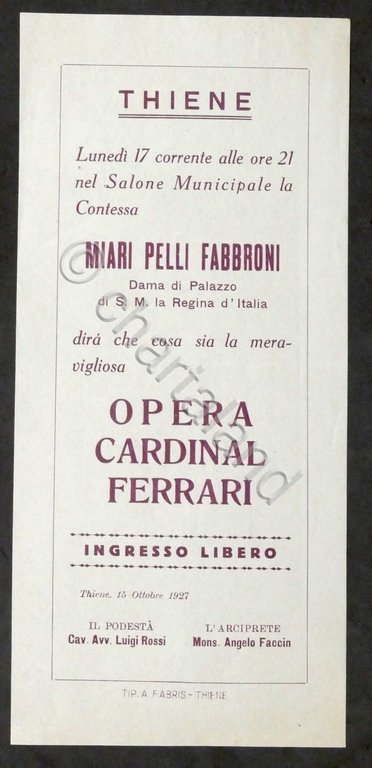 THIENE
Lunedì 17 corrente alle ore 21
nel Salone Municipale la
Contessa
MIARI PELLI FABBRONI
Dama di Palazzo
di S. M. la Regina d'Italia
dirá che cosa sia la mera-
vigliosa
OPERA
CARDINAL
FERRARI
INGRESSO LIBERO
Thiene, 15 Ottobre 1927
IL PODESTÀ
Cav. Avv. Luigi Rossi
L'ARCIPRETE
Mons. Angelo Faccin
TIP. A FABRIS - THIENE
© chartaland